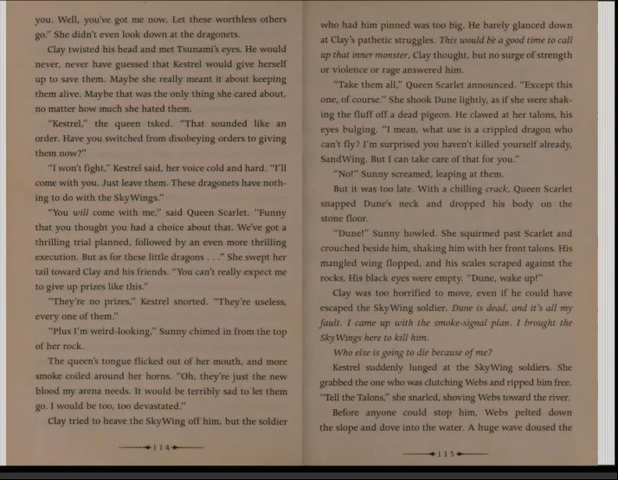 you. Well, you've got me now. Let these worthless others
go." She didn't even look down at the dragonets.
Clay twisted his head and met Tsunami's eyes. He would
never, never have guessed that Kestrel would give herself
up to save them. Maybe she really meant it about keeping
them alive. Maybe that was the only thing she cared about,
no matter how much she hated them.
"Kestrel," the queen tsked. "That sounded like an
order. Have you switched from disobeying orders to giving
them now?"
"I won't fight," Kestrel said, her voice cold and hard. "I'll
come with you. Just leave them. These dragonets have noth-
ing to do with the SkyWings."
"You will come with me," said Queen Scarlet. "Funny
that you thought you had a choice about that. We've got a
thrilling trial planned, followed by an even more thrilling
execution. But as for these little dragons . . ." She swept her
tail toward Clay and his friends. "You can't really expect me
to give up prizes like this."
"They're no prizes," Kestrel snorted. "They're useless,
every one of them."
"Plus I'm weird-looking," Sunny chimed in from the top
of her rock.
The queen's tongue flicked out of her mouth, and more
smoke coiled around her horns. "Oh, they're just the new
blood my arena needs. It would be terribly sad to let them
go. I would be too, too devastated."
Clay tried to heave the SkyWing off him, but the soldier
114
who had him pinned was too big. He barely glanced down
at Clay's pathetic struggles. This would be a good time to call
up that inner monster, Clay thought, but no surge of strength
or violence or rage answered him.
"Take them all," Queen Scarlet announced. "Except this
one, of course." She shook Dune lightly, as if she were shak-
ing the fluff off a dead pigeon. He clawed at her talons, his
eyes bulging. "I mean, what use is a crippled dragon who
can't fly? I'm surprised you haven't killed yourself already,
SandWing. But I can take care of that for you."
"No!" Sunny screamed, leaping at them.
But it was too late. With a chilling crack, Queen Scarlet
snapped Dune's neck and dropped his body on the
stone floor.
"Dune!" Sunny howled. She squirmed past Scarlet and
crouched beside him, shaking him with her front talons. His
mangled wing flopped, and his scales scraped against the
rocks. His black eyes were empty. "Dune, wake up!"
Clay was too horrified to move, even if he could have
escaped the SkyWing soldier. Dune is dead, and it's all my
fault. I came up with the smoke-signal plan. I brought the
SkyWings here to kill him.
Who else is going to die because of me?
Kestrel suddenly lunged at the SkyWing soldiers. She
grabbed the one who was clutching Webs and ripped him free.
"Tell the Talons," she snarled, shoving Webs toward the river.
Before anyone could stop him, Webs pelted down
the slope and dove into the water. A huge wave doused the
115